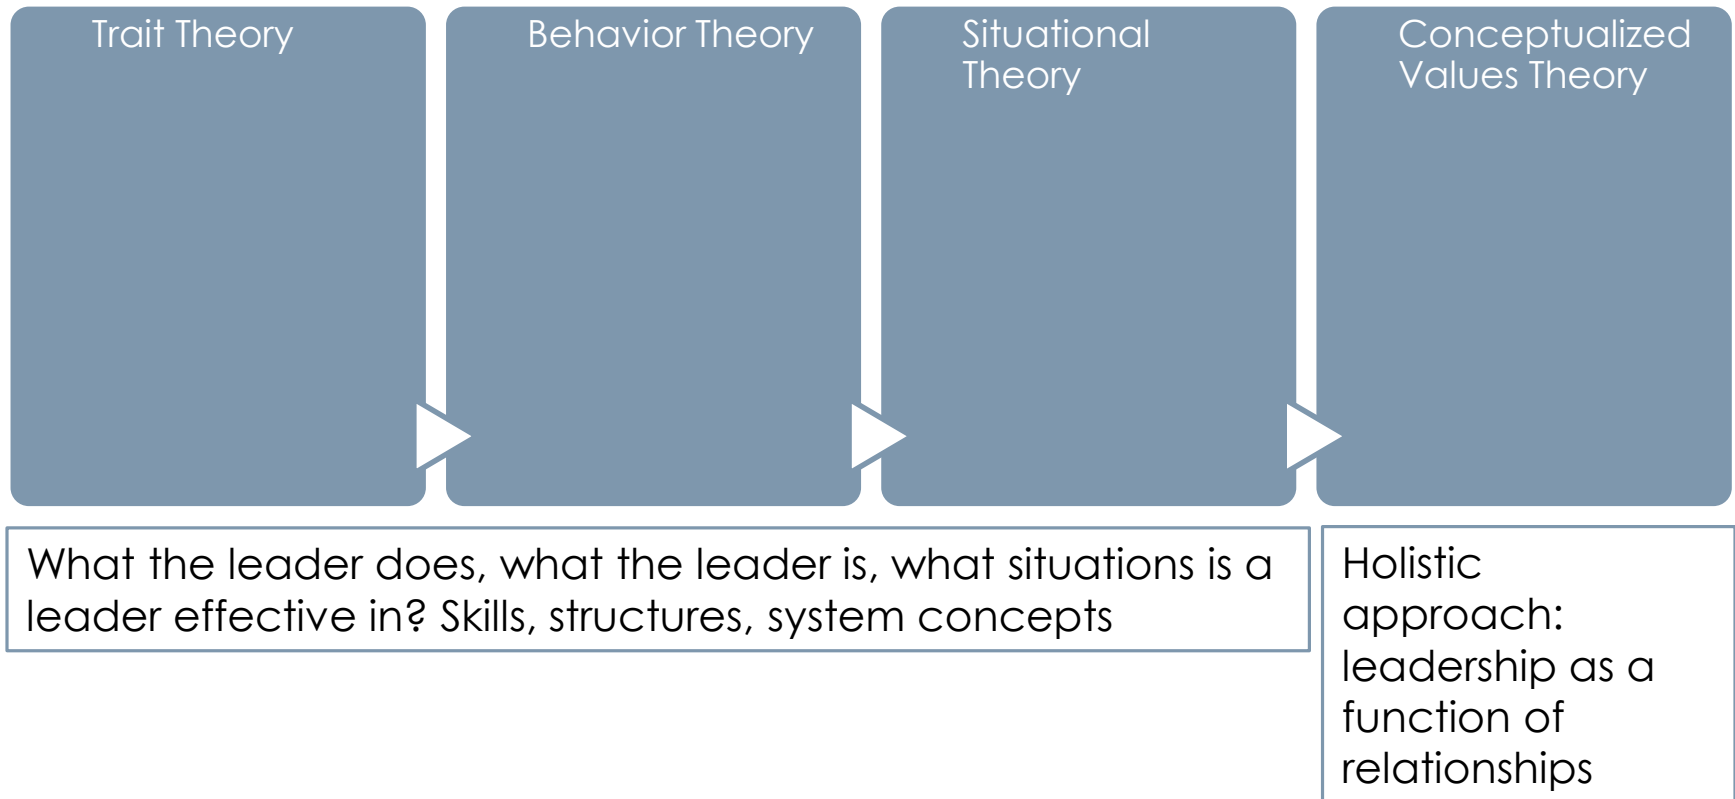 Trait Theory
Behavior Theory
Situational
Theory
Conceptualized
Values Theory
What the leader does, what the leader is, what situations is a
leader effective in? Skills, structures, system concepts
Holistic
approach:
leadership as a
function of
relationships